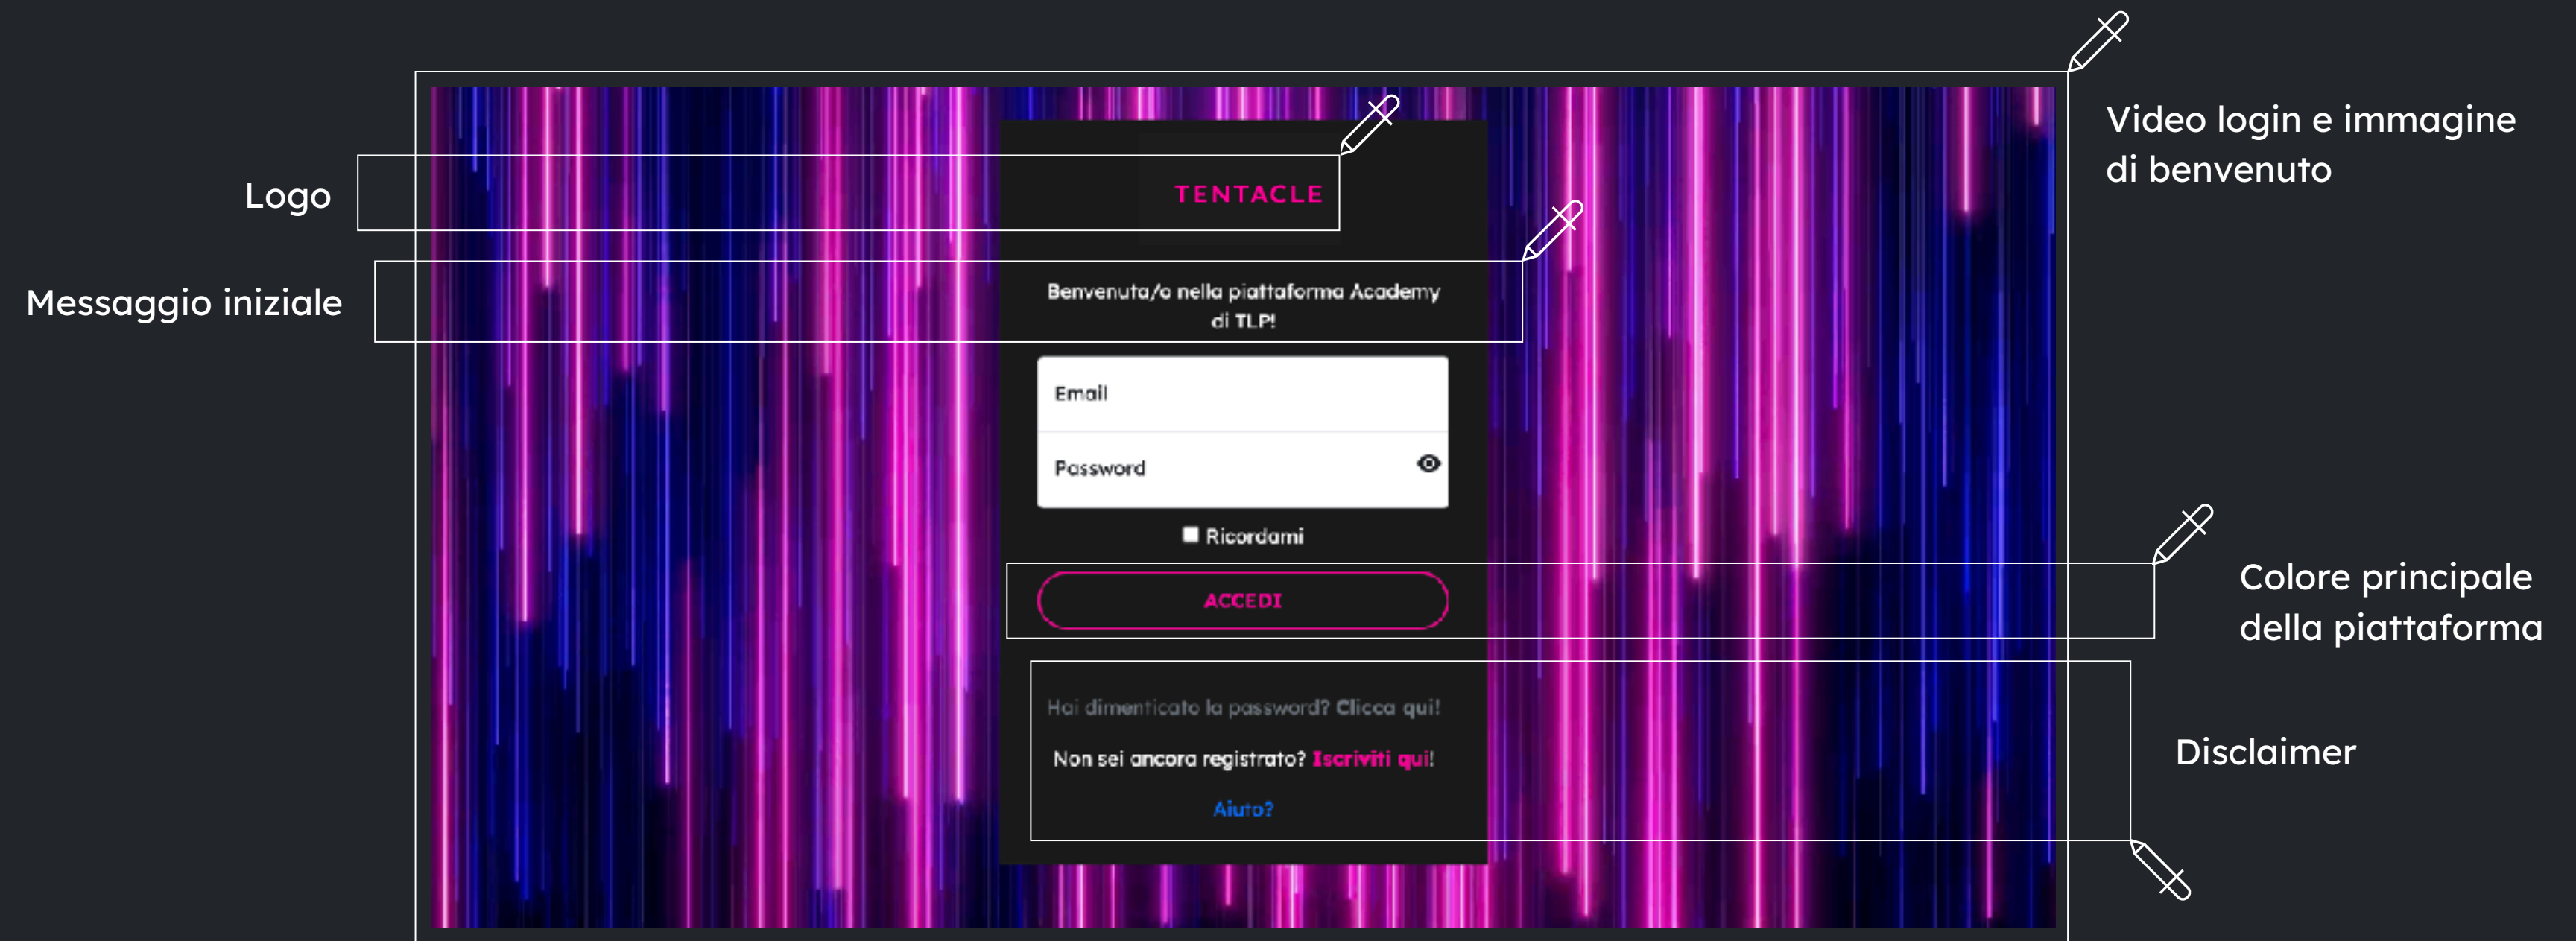 Video login e immagine
di benvenuto
Logo
TENTACLE
Messaggio iniziale
Benvenuta/o nella piattaforma Academy
di TLP!
Email
Password
Ricordami
ACCEDI
Colore principale
della piattaforma
Hai dimenticato la password? Clicca qui!
Non sei ancora registrato? Iscriviti qui!
Aiuto?
Disclaimer